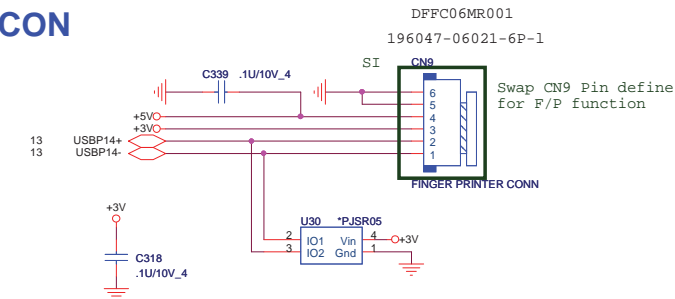 CON
DFFC06MR001
196047-06021-6P-l
SI
CN9
C339 .1U/10V_4
Swap CN9 Pin define
for F/P function
6
5
+5V 4
+3V 3
13 USBP14+ 2
13 USBP14- 1
FINGER PRINTER CONN
+3V
C318
.1U/10V_4
U30 *PJSR05
2 IO1 Vin 4 +3V
3 IO2 Gnd 1